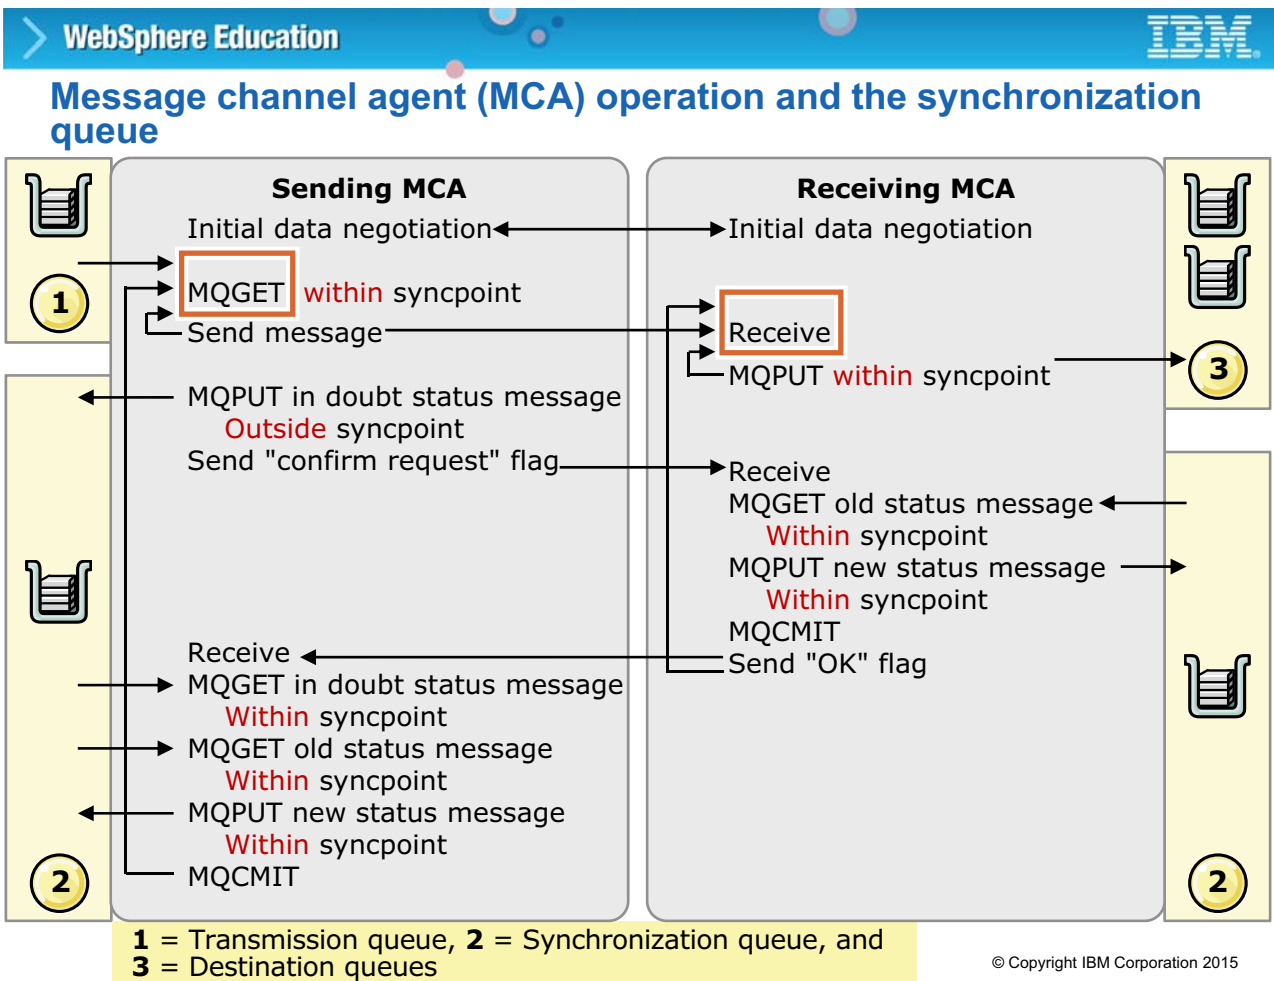 WebSphere Education
IBM.
Message channel agent (MCA) operation and the synchronization
queue
Sending MCA
Initial data negotiation
MQGET within syncpoint
Send message
MQPUT in doubt status message
Outside syncpoint
Send "confirm request" flag
Receive
MQGET in doubt status message
Within syncpoint
MQGET old status message
Within syncpoint
MQPUT new status message
Within syncpoint
MQCMIT
Receiving MCA
Initial data negotiation
Receive
MQPUT within syncpoint
Receive
MQGET old status message
Within syncpoint
MQPUT new status message
Within syncpoint
MQCMIT
Send "OK" flag
1
2
3
2
1 = Transmission queue, 2 = Synchronization queue, and
3 = Destination queues
© Copyright IBM Corporation 2015